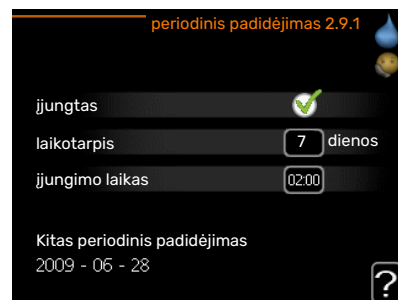 periodinis padidėjimas 2.9.1
įjungtas
laikotarpis 7 dienos
įjungimo laikas 02:00
Kitas periodinis padidėjimas
2009 - 06 - 28
?